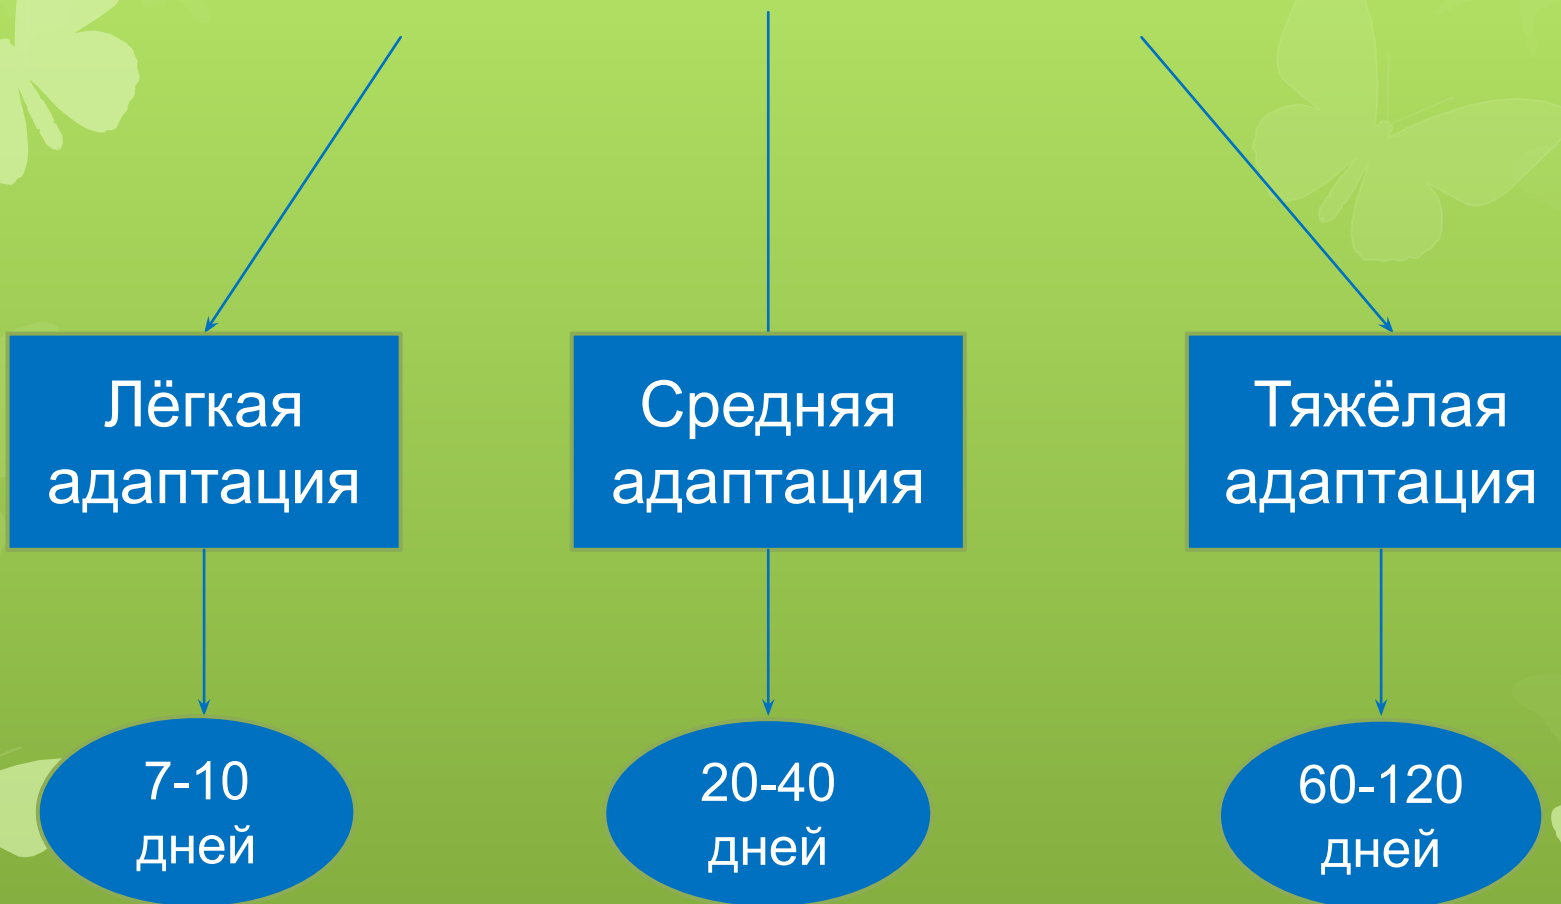 Лёгкая
адаптация
Средняя
адаптация
Тяжёлая
адаптация
7-10
дней
20-40
дней
60-120
дней